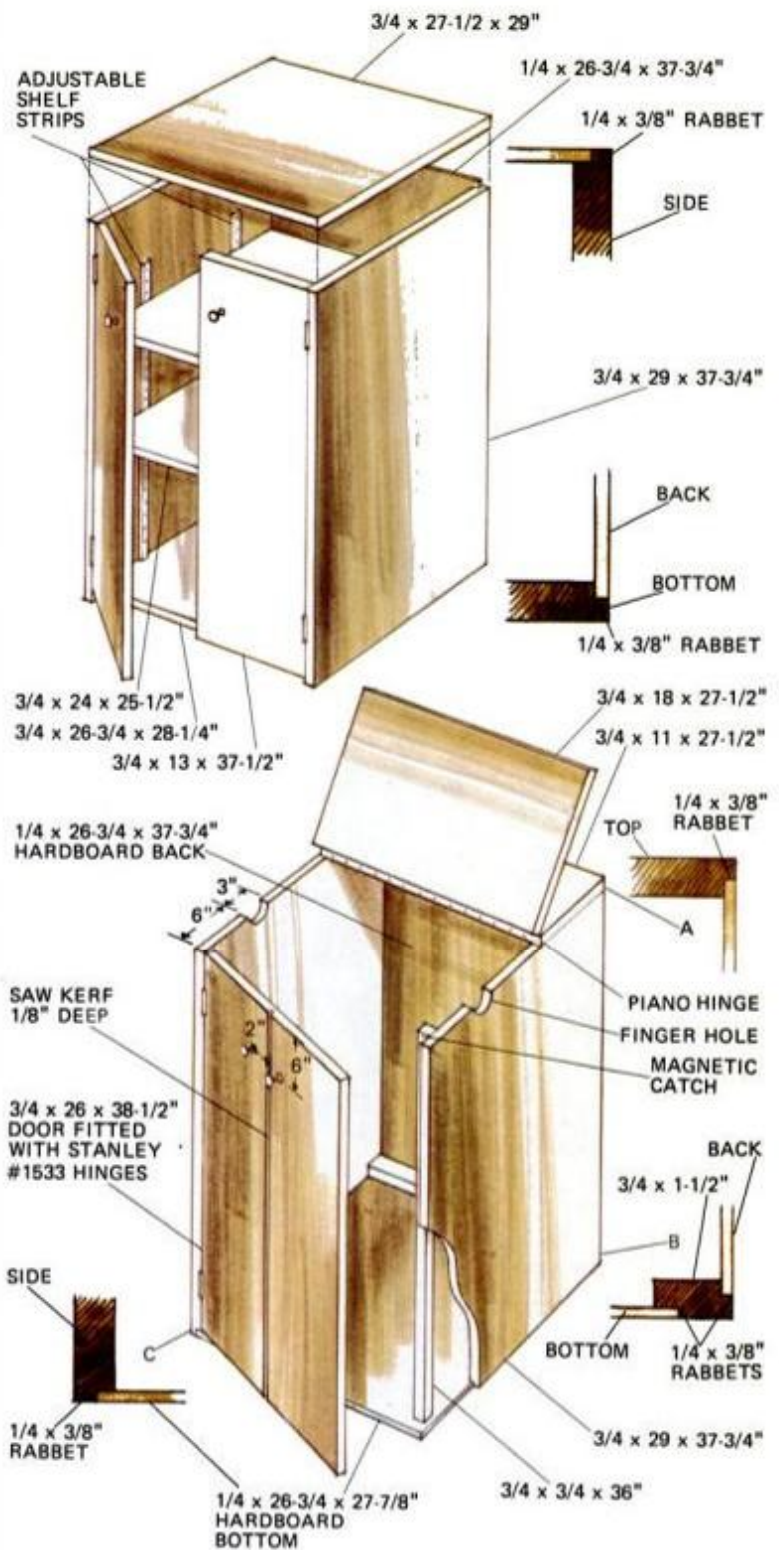 3/4 x 27-1/2 x 29"
ADJUSTABLE
SHELF
STRIPS
1/4 x 26-3/4 x 37-3/4"
1/4 x 3/8" RABBET
SIDE
3/4 x 29 x 37-3/4"
BACK
BOTTOM
1/4 x 3/8" RABBET
3/4 x 24 x 25-1/2"
3/4 x 26-3/4 x 28-1/4"
3/4 x 13 x 37-1/2"
3/4 x 18 x 27-1/2"
3/4 x 11 x 27-1/2"
1/4 x 3/8"
RABBET
TOP
1/4 x 26-3/4 x 37-3/4"
HARDBOARD BACK
3"
6"
A
PIANO HINGE
FINGER HOLE
MAGNETIC
CATCH
SAW KERF
1/8" DEEP
2"
6"
3/4 x 26 x 38-1/2"
DOOR FITTED
WITH STANLEY
#1533 HINGES
BACK
3/4 x 1-1/2"
B
SIDE
C
BOTTOM
1/4 x 3/8"
RABBETS
1/4 x 3/8"
RABBET
3/4 x 29 x 37-3/4"
3/4 x 3/4 x 36"
1/4 x 26-3/4 x 27-7/8"
HARDBOARD
BOTTOM